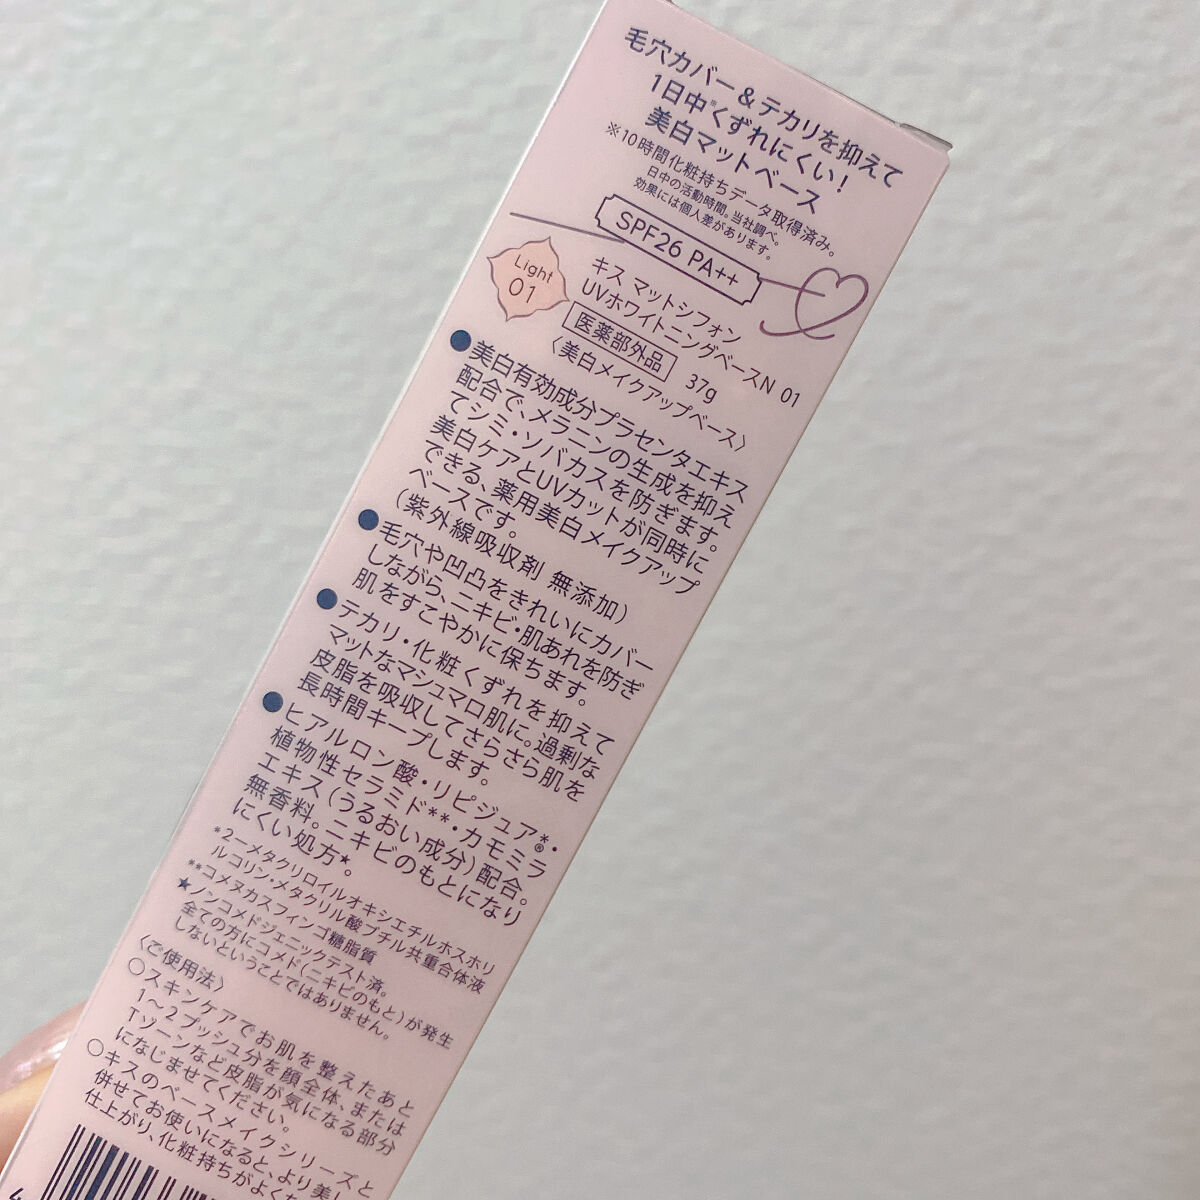 毛穴カバー&テカリを抑えて
1日中※くずれにくい!
美白マットベース
※10時間化粧持ちデータ取得済み。
日中の活動時間。当社調べ。
効果には個人差があります。
SPF26 PA++
Light
01
キス マットシフォン
UVホワイトニングベースN 01
医薬部外品 37g
〈美白メイクアップベース〉
●美白有効成分プラセンタエキス
配合で、メラニンの生成を抑え
てシミ・ソバカスを防ぎます。
美白ケアとUVカットが同時に
できる、薬用美白メイクアップ
ベースです。
(紫外線吸収剤 無添加)
●毛穴や凹凸をきれいにカバー
しながら、ニキビ・肌あれを防ぎ
肌をすこやかに保ちます。
●テカリ・化粧くずれを抑えて
マットなマシュマロ肌に。過剰な
皮脂を吸収してさらさら肌を
長時間キープします。
●ヒアルロン酸・リピジュア®*・
植物性セラミド**・カモミラ
エキス(うるおい成分)配合。
無香料。ニキビのもとになり
にくい処方★。
*2-メタクリロイルオキシエチルホスホリ
ルコリン・メタクリル酸ブチル共重合体液
**コメヌカスフィンゴ糖脂質
★ノンコメドジェニックテスト済。
全ての方にコメド(ニキビのもと)が発生
しないということではありません。
〈ご使用法〉
○スキンケアでお肌を整えたあと
1～2プッシュ分を顔全体、または
Tゾーンなど皮脂が気になる部分
になじませてください。
○キスのベースメイクシリーズと
併せてお使いになると、より美し
仕上がり、化粧持ちがよく